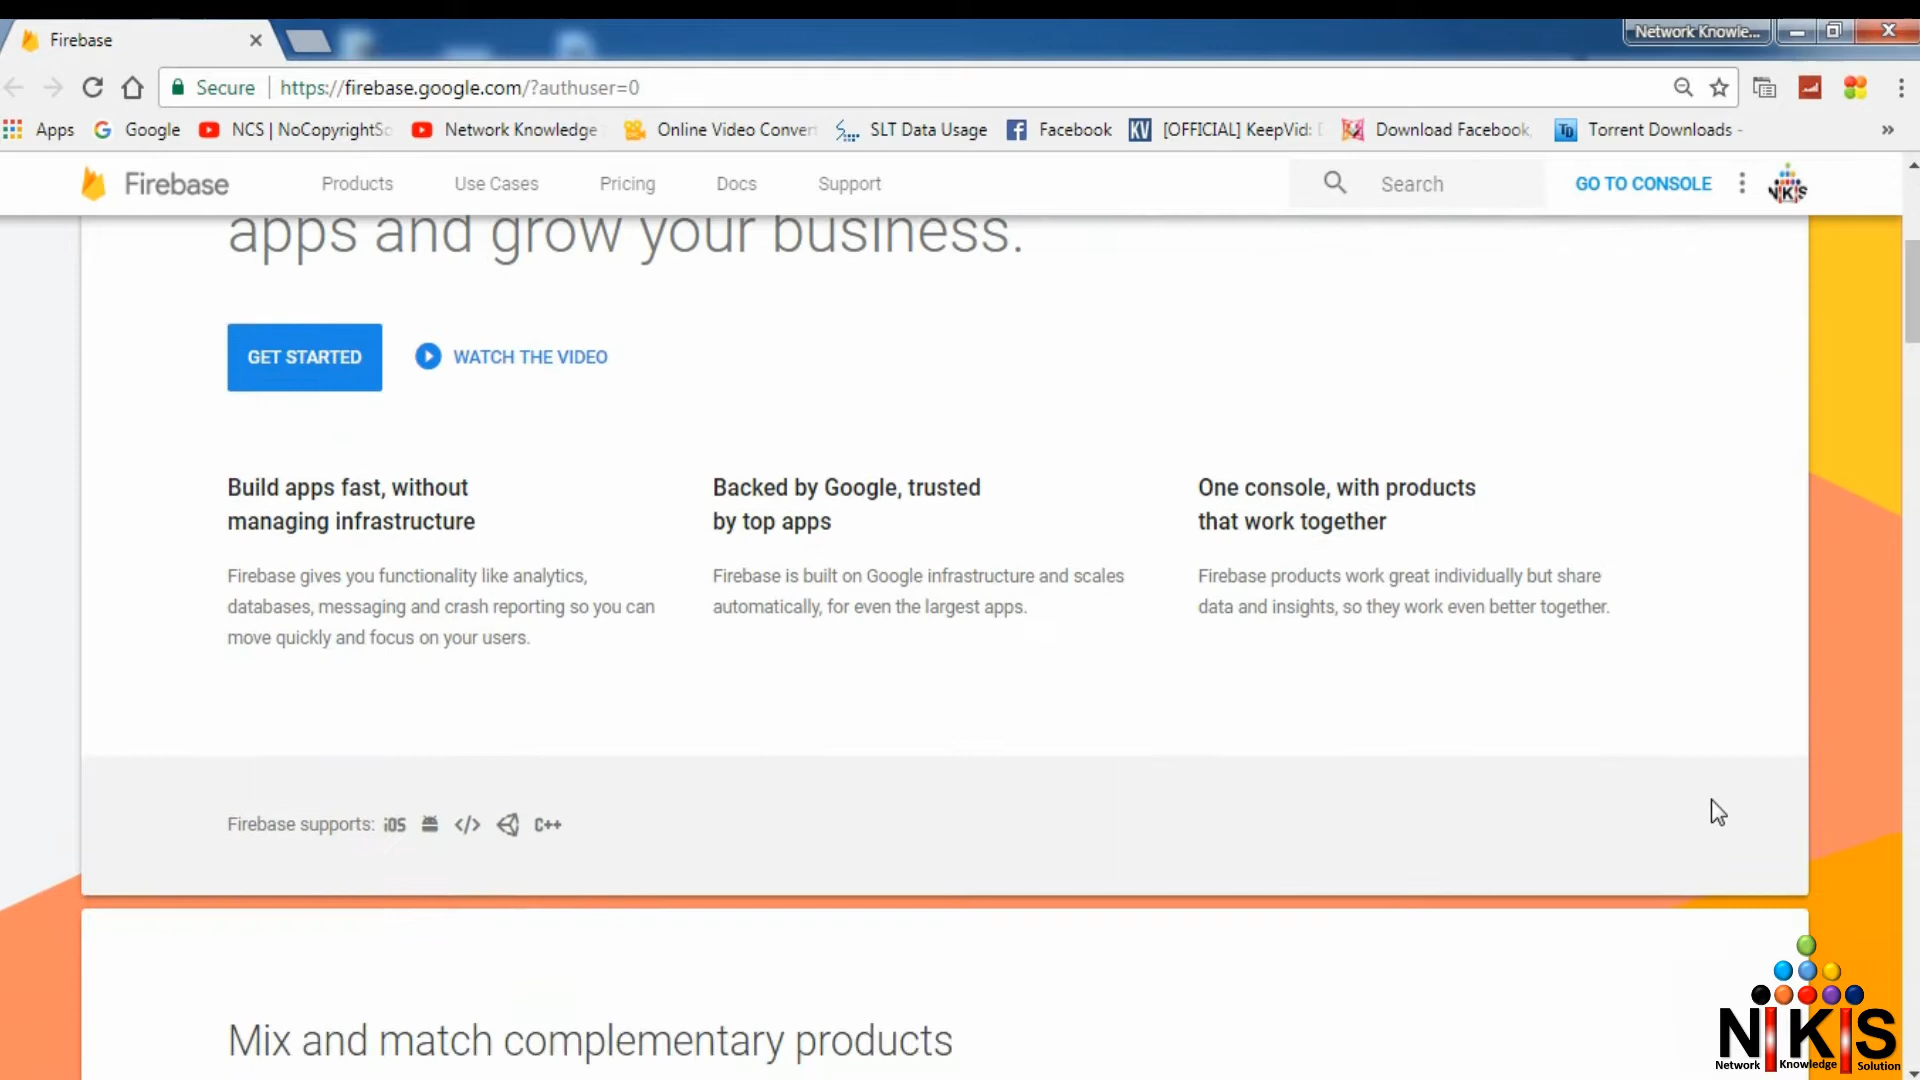 Firebase
Network Knowle...
Secure
https://firebase.google.com/?authuser=0
Apps
Google
NCS | NoCopyrightSo
Network Knowledge
Online Video Conver
SLT Data Usage
Facebook
KV
[OFFICIAL] KeepVid:
Download Facebook
TD
Torrent Downloads -
»
Firebase
Products
Use Cases
Pricing
Docs
Support
Search
GO TO CONSOLE
NKS
apps and grow your business.
GET STARTED
WATCH THE VIDEO
Build apps fast, without
managing infrastructure
Firebase gives you functionality like analytics,
databases, messaging and crash reporting so you can
move quickly and focus on your users.
Backed by Google, trusted
by top apps
Firebase is built on Google infrastructure and scales
automatically, for even the largest apps.
One console, with products
that work together
Firebase products work great individually but share
data and insights, so they work even better together.
Firebase supports: iOS </> C++
Mix and match complementary products
NKS
Network Knowledge Solution